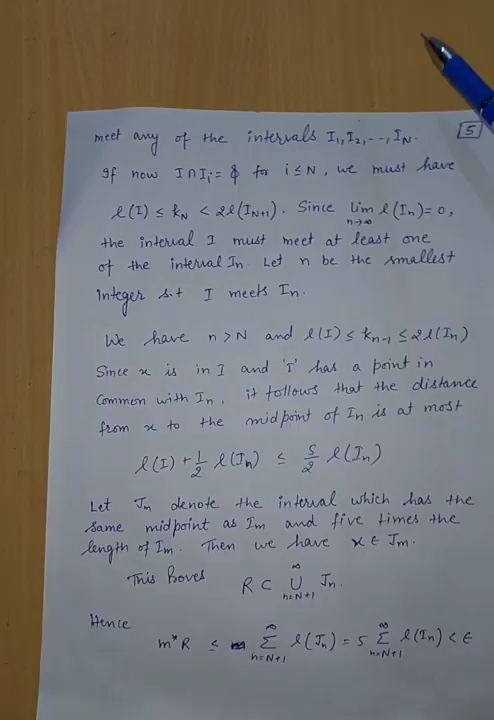 5
meet any of the intervals I₁, I₂, --, I_N.
If now I∩Iᵢ = ϕ for i ≤ N, we must have
l(I) ≤ k_N < 2l(I_{N+1}). Since lim_{n→∞} l(I_n) = 0,
the interval I must meet at least one
of the interval I_n. Let n be the smallest
integer s.t I meets I_n.
We have n > N and l(I) ≤ k_{n-1} ≤ 2l(I_n)
Since x is in I and 'I' has a point in
common with I_n, it follows that the distance
from x to the midpoint of I_n is at most
l(I) + 1/2 l(I_n) ≤ 5/2 l(I_n)
Let J_m denote the interval which has the
same midpoint as I_m and five times the
length of I_m. Then we have x ∈ J_m.
This Proves R ⊂ ∪_{n=N+1}^{∞} J_n.
Hence
m*R ≤ ∑_{n=N+1}^{∞} l(J_n) = 5 ∑_{n=N+1}^{∞} l(I_n) < ε